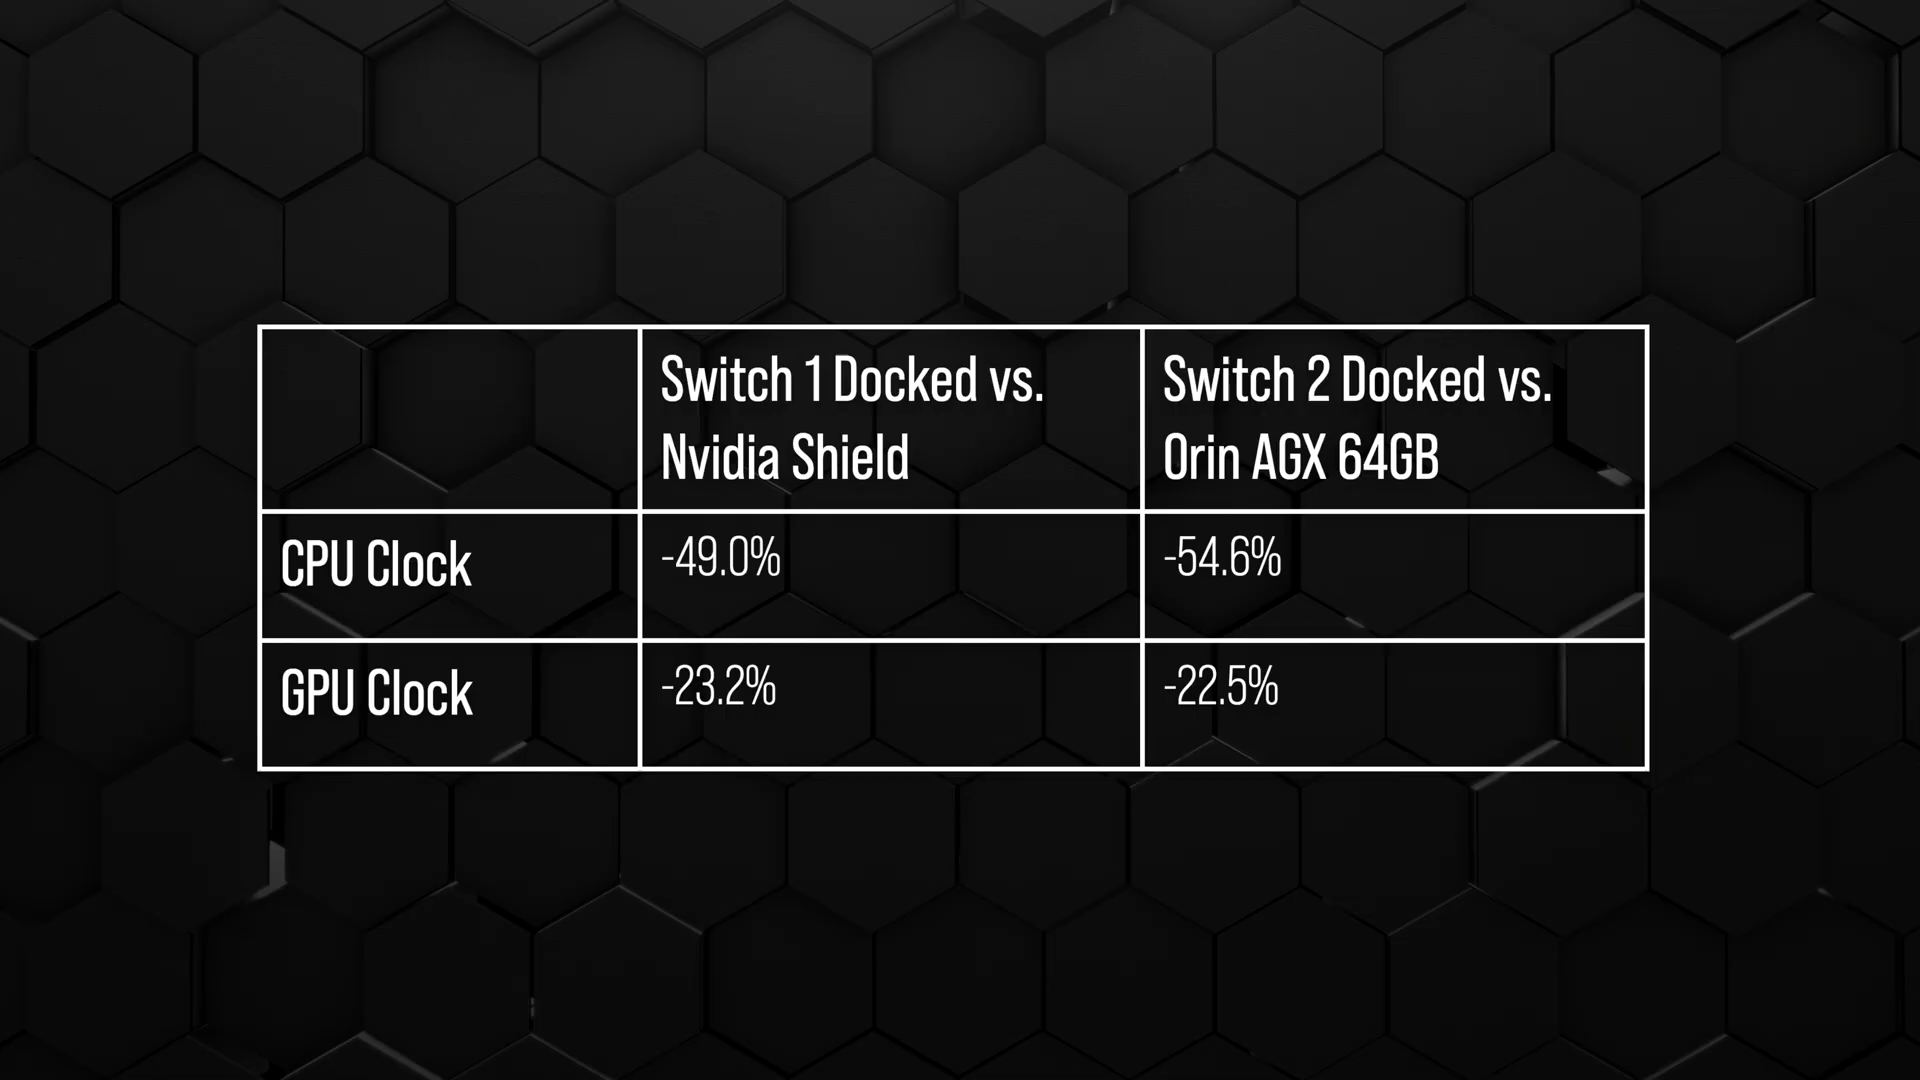 Switch 1 Docked vs.
Nvidia Shield
Switch 2 Docked vs.
Orin AGX 64GB
CPU Clock
-49.0%
-54.6%
GPU Clock
-23.2%
-22.5%